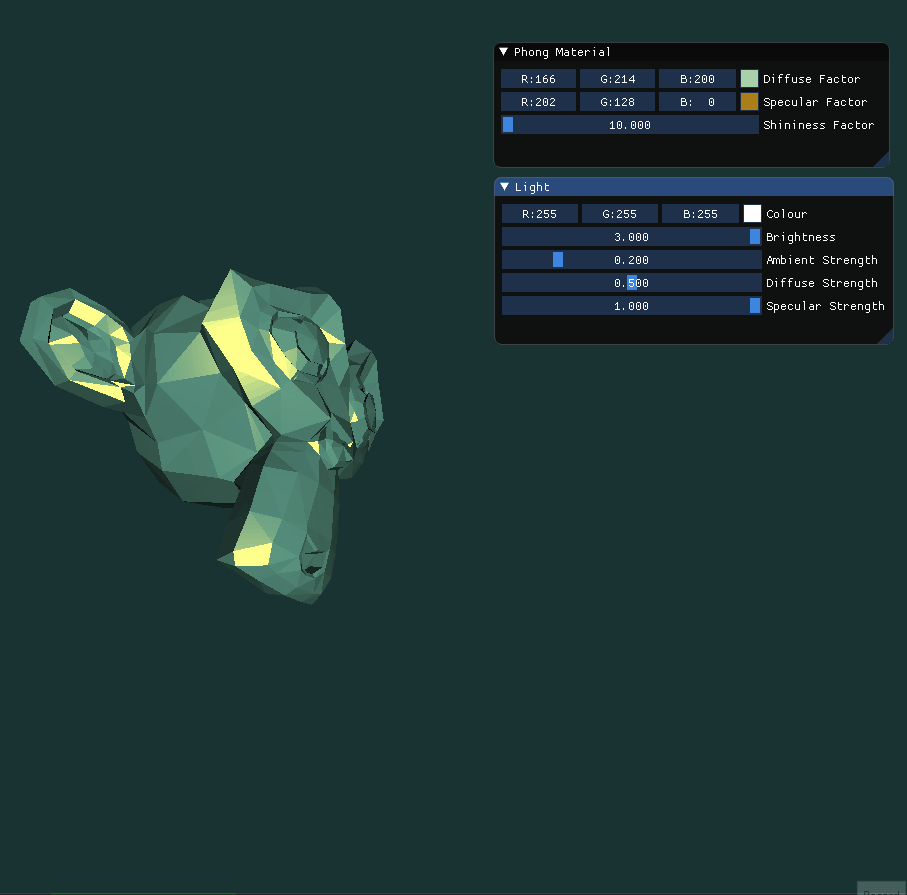 Phong Material
R:166 G:214 B:200 Diffuse Factor
R:202 G:128 B: 0 Specular Factor
10.000 Shininess Factor
Light
R:255 G:255 B:255 Colour
3.000 Brightness
0.200 Ambient Strength
0.500 Diffuse Strength
1.000 Specular Strength